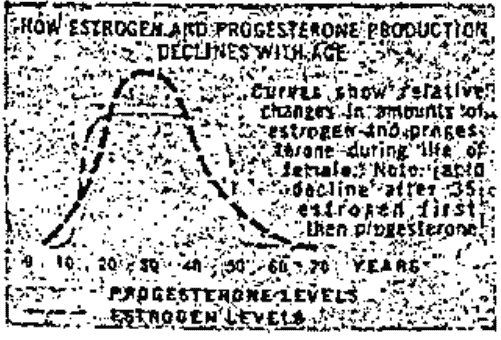 HOW ESTROGEN AND PROGESTERONE PRODUCTION
DECLINES WITH AGE
Curves show relative
changes in amounts of
estrogen and proges-
terone during life of
female. Note rapid
decline after 35:
estrogen first,
then progesterone.
0 10 20 30 40 50 60 70 YEARS
PROGESTERONE LEVELS
ESTROGEN LEVELS